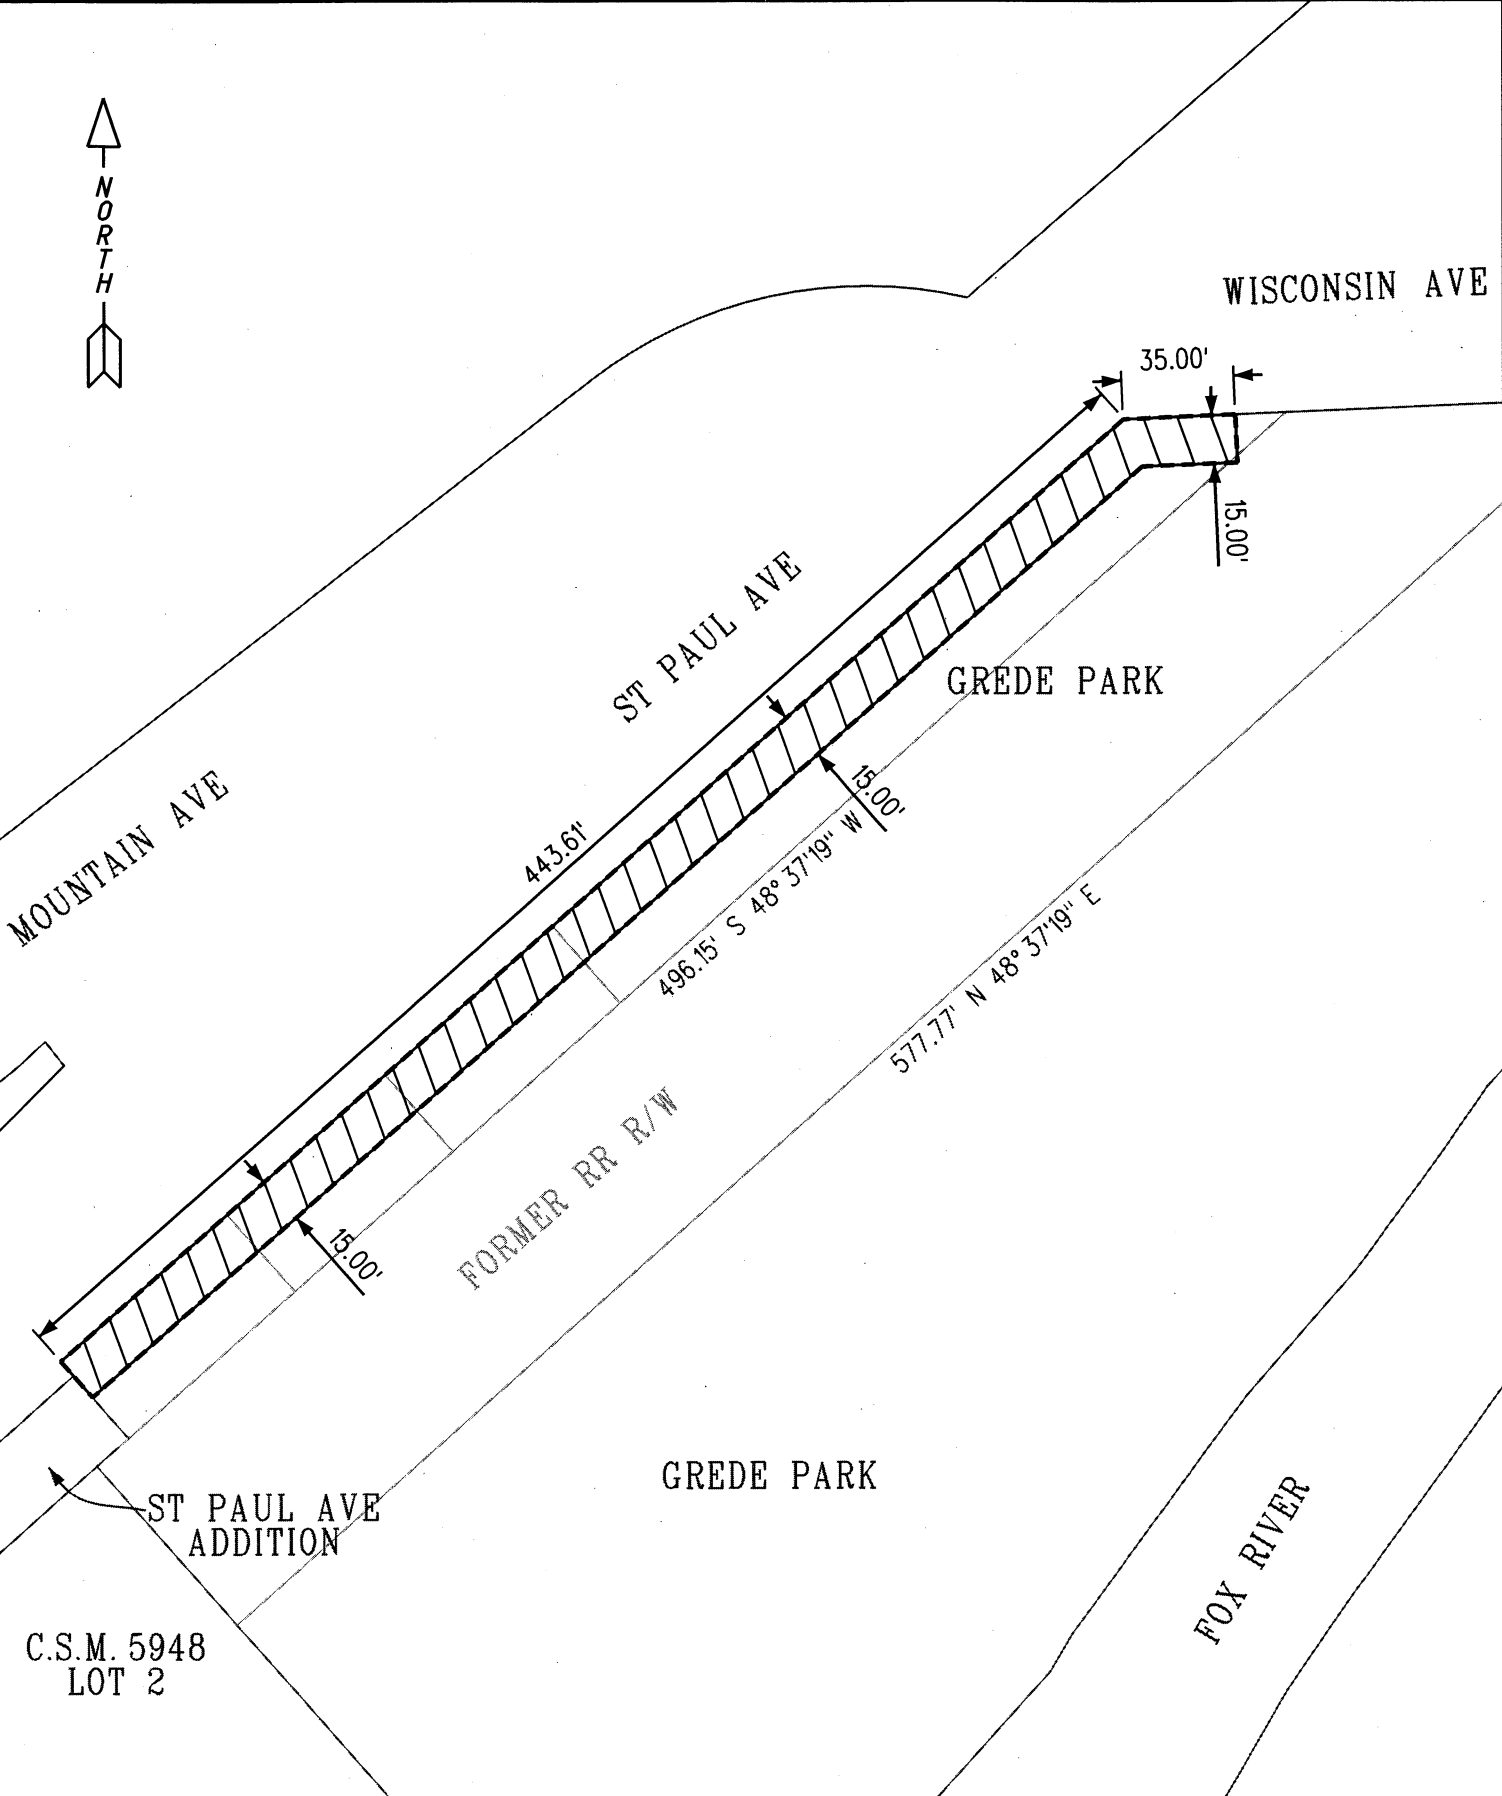 NORTH
WISCONSIN AVE
35.00'
15.00'
ST PAUL AVE
GREDE PARK
MOUNTAIN AVE
443.61'
15.00'
496.15' S 48° 37'19" W
577.77' N 48° 37'19" E
FORMER RR R/W
15.00'
GREDE PARK
ST PAUL AVE
ADDITION
FOX RIVER
C.S.M. 5948
LOT 2